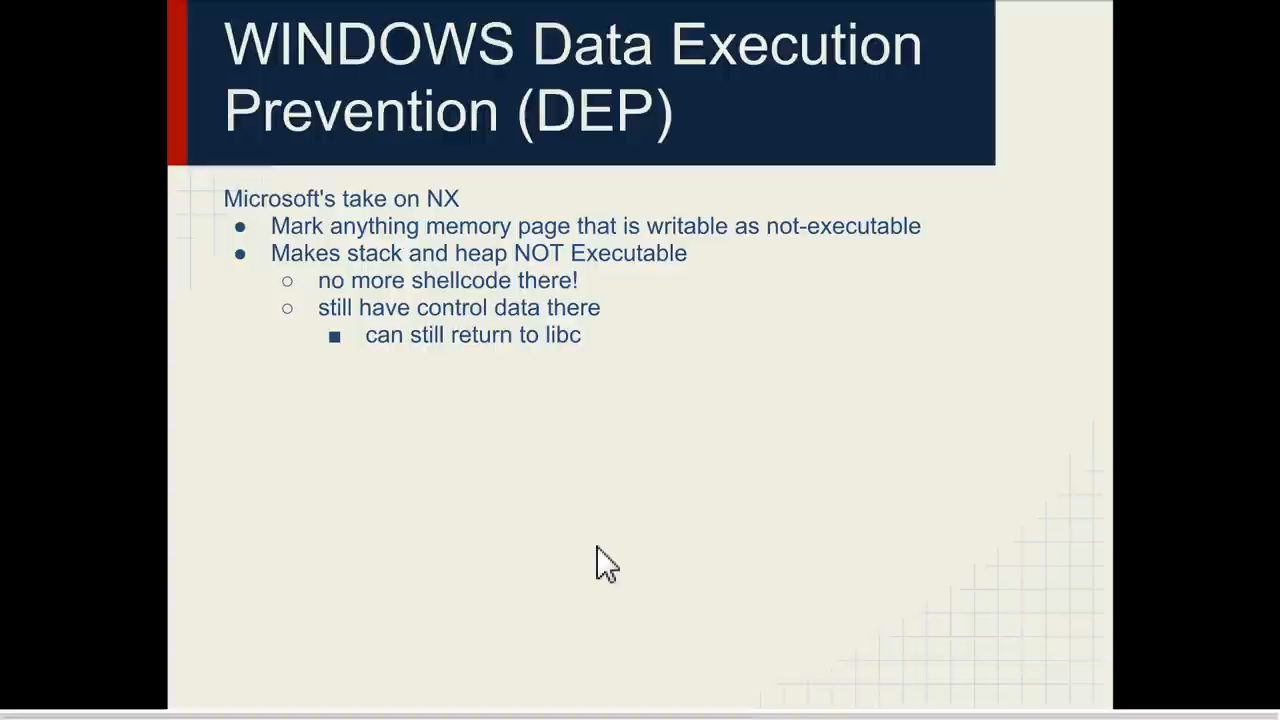 WINDOWS Data Execution
Prevention (DEP)
Microsoft's take on NX
● Mark anything memory page that is writable as not-executable
● Makes stack and heap NOT Executable
○ no more shellcode there!
○ still have control data there
■ can still return to libc